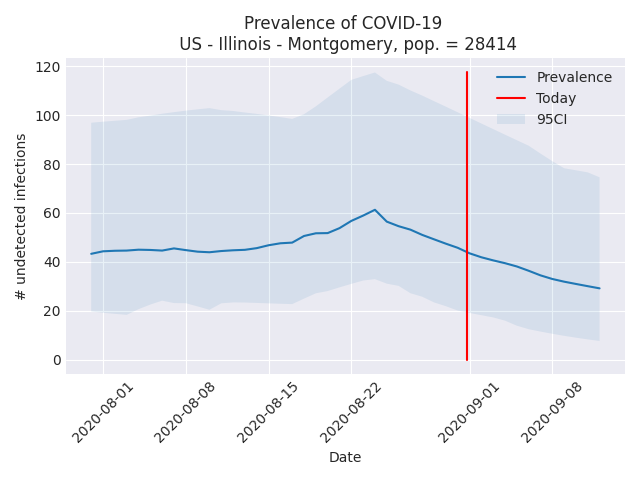 Prevalence of COVID-19
US - Illinois - Montgomery, pop. = 28414
120
100
80
60
40
20
0
# undetected infections
Prevalence
Today
95CI
2020-08-01
2020-08-08
2020-08-15
2020-08-22
2020-09-01
2020-09-08
Date